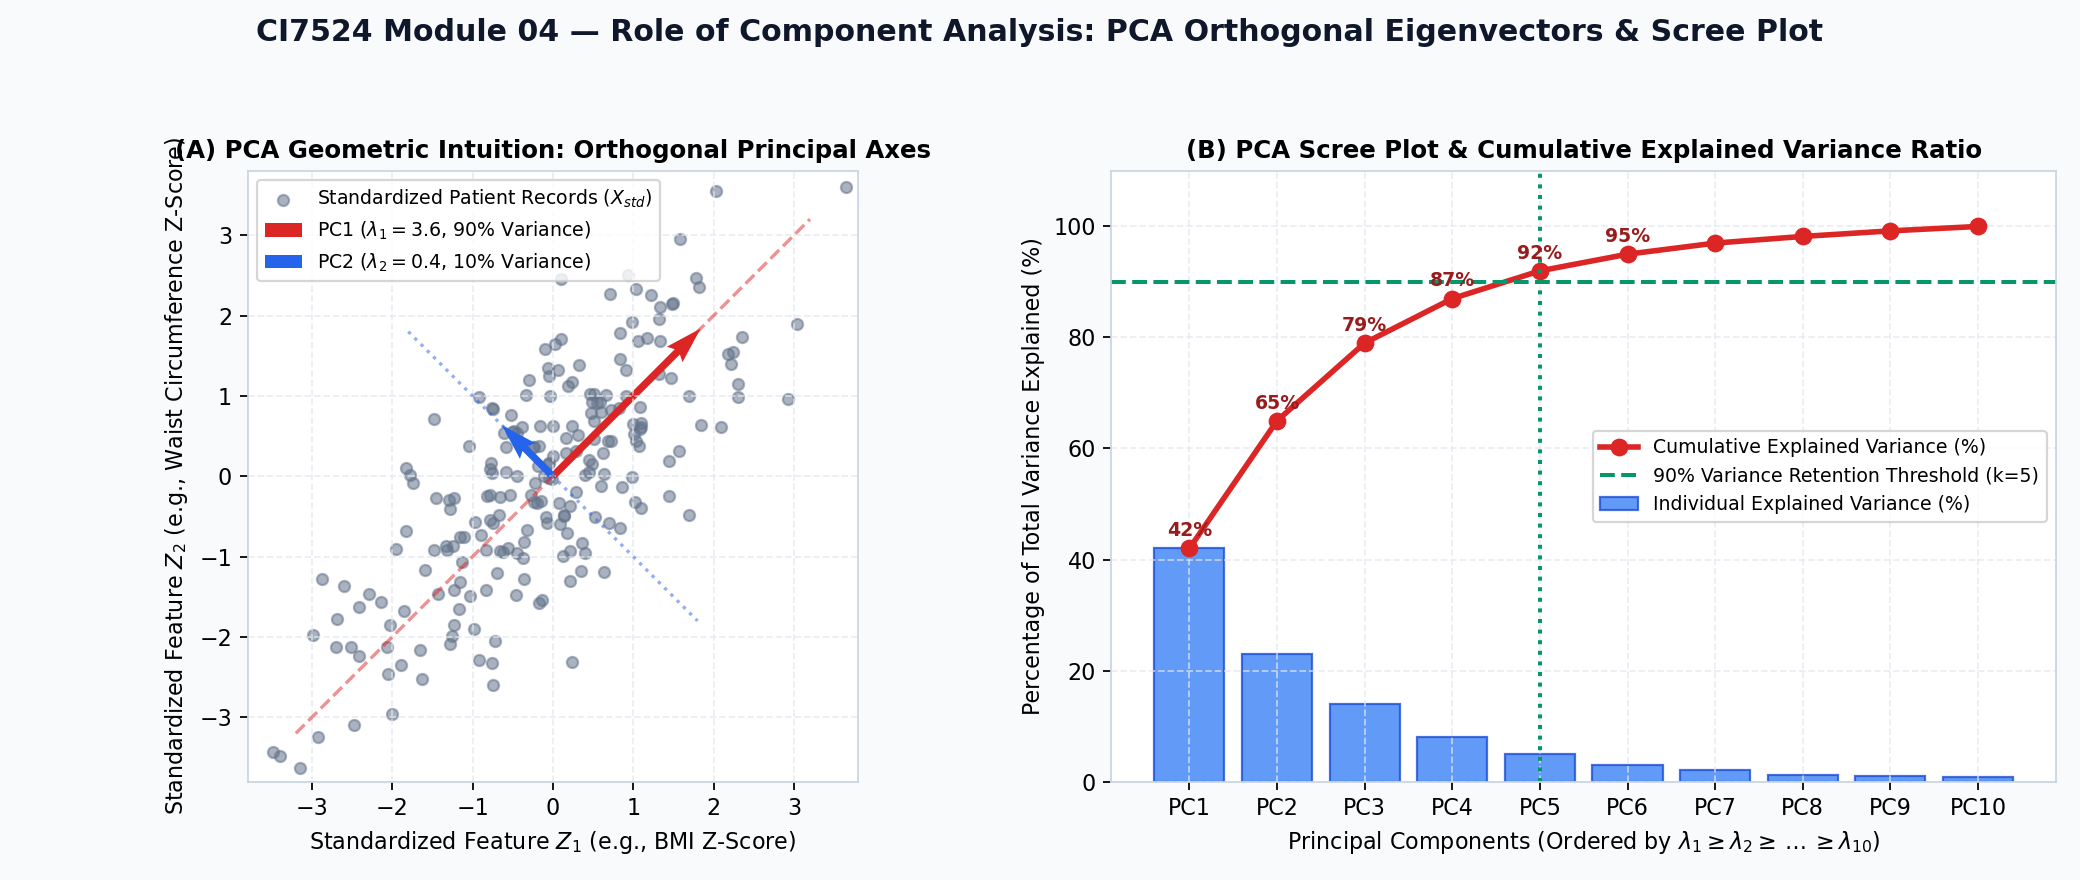 CI7524 Module 04 — Role of Component Analysis: PCA Orthogonal Eigenvectors & Scree Plot
(A) PCA Geometric Intuition: Orthogonal Principal Axes
Standardized Feature Z₂ (e.g., Waist Circumference Z-Score)
Standardized Patient Records (X_std)
PC1 (λ₁ = 3.6, 90% Variance)
PC2 (λ₂ = 0.4, 10% Variance)
3
2
1
0
−1
−2
−3
−3 −2 −1 0 1 2 3
Standardized Feature Z₁ (e.g., BMI Z-Score)
(B) PCA Scree Plot & Cumulative Explained Variance Ratio
Percentage of Total Variance Explained (%)
100
80
60
40
20
0
42%
65%
79%
87%
92%
95%
Cumulative Explained Variance (%)
90% Variance Retention Threshold (k=5)
Individual Explained Variance (%)
PC1 PC2 PC3 PC4 PC5 PC6 PC7 PC8 PC9 PC10
Principal Components (Ordered by λ₁ ≥ λ₂ ≥ … ≥ λ₁₀)